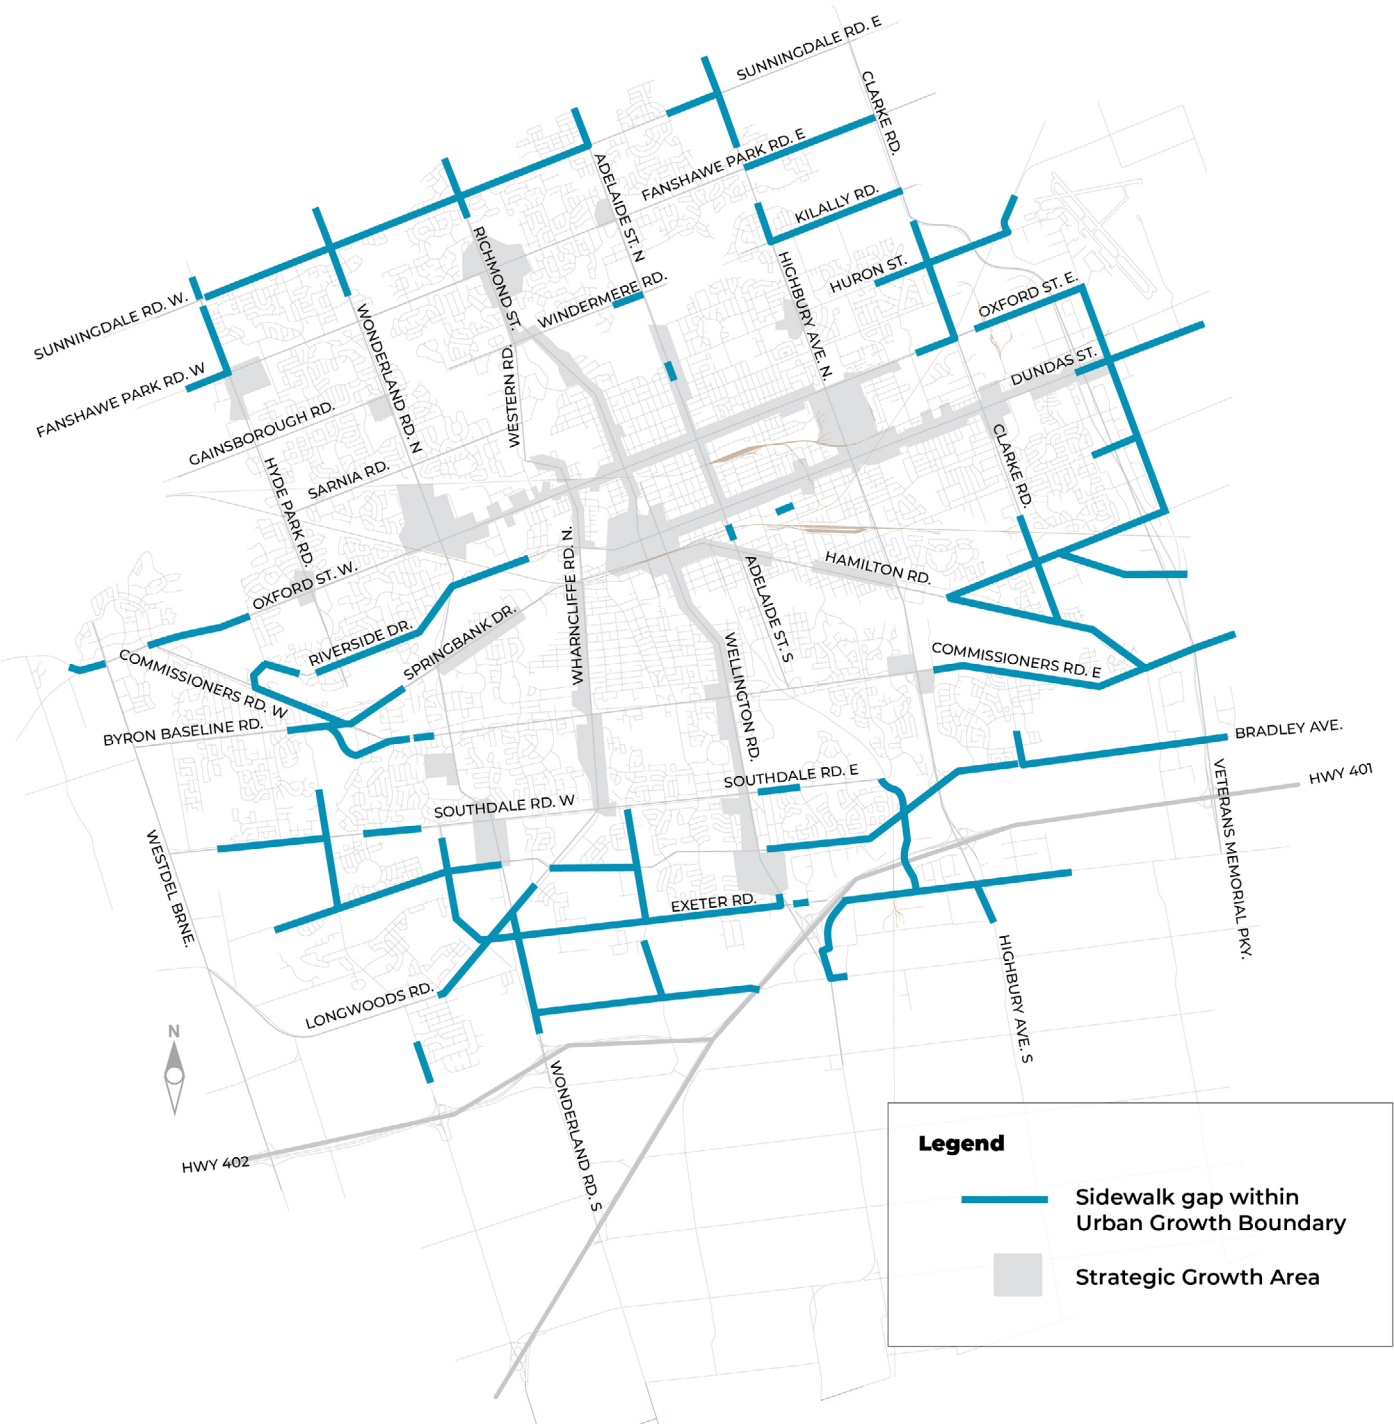 SUNNINGDALE RD. E
CLARKE RD.
FANSHAWE PARK RD. E
ADELAIDE ST. N
KILALLY RD.
RICHMOND ST.
HIGHBURY AVE. N.
HURON ST.
WINDERMERE RD.
OXFORD ST. E.
SUNNINGDALE RD. W.
WONDERLAND RD. N
WESTERN RD.
DUNDAS ST.
FANSHAWE PARK RD. W
GAINSBOROUGH RD.
CLARKE RD.
SARNIA RD.
HYDE PARK RD.
WHARNCLIFFE RD. N.
HAMILTON RD.
ADELAIDE ST. S
OXFORD ST. W.
RIVERSIDE DR.
SPRINGBANK DR.
WELLINGTON RD.
COMMISSIONERS RD. E
COMMISSIONERS RD. W
BYRON BASELINE RD.
BRADLEY AVE.
HWY 401
VETERANS MEMORIAL PKY.
SOUTHDALE RD. E
SOUTHDALE RD. W
WESTDEL BRNE.
EXETER RD.
HIGHBURY AVE. S
LONGWOODS RD.
N
WONDERLAND RD. S
HWY 402
Legend
Sidewalk gap within
Urban Growth Boundary
Strategic Growth Area